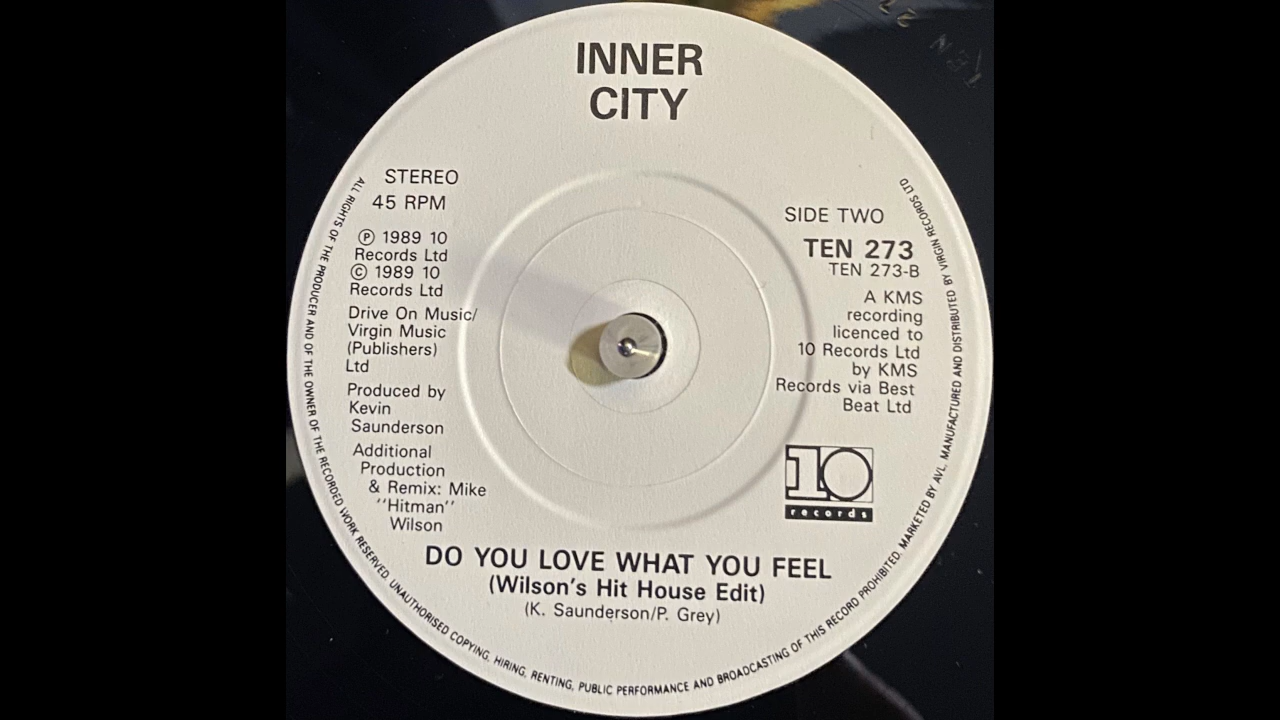 INNER
CITY
STEREO
45 RPM
Ⓟ 1989 10
Records Ltd
© 1989 10
Records Ltd
Drive On Music/
Virgin Music
(Publishers)
Ltd
Produced by
Kevin
Saunderson
Additional
Production
& Remix: Mike
"Hitman"
Wilson
SIDE TWO
TEN 273
TEN 273-B
A KMS
recording
licenced to
10 Records Ltd
by KMS
Records via Best
Beat Ltd
10
records
DO YOU LOVE WHAT YOU FEEL
(Wilson's Hit House Edit)
(K. Saunderson/P. Grey)
ALL RIGHTS OF THE PRODUCER AND OF THE OWNER OF THE RECORDED WORK RESERVED. UNAUTHORISED COPYING, HIRING, RENTING, PUBLIC PERFORMANCE AND BROADCASTING OF THIS RECORD PROHIBITED. MARKETED BY AVL. MANUFACTURED AND DISTRIBUTED BY VIRGIN RECORDS LTD
TEN 27